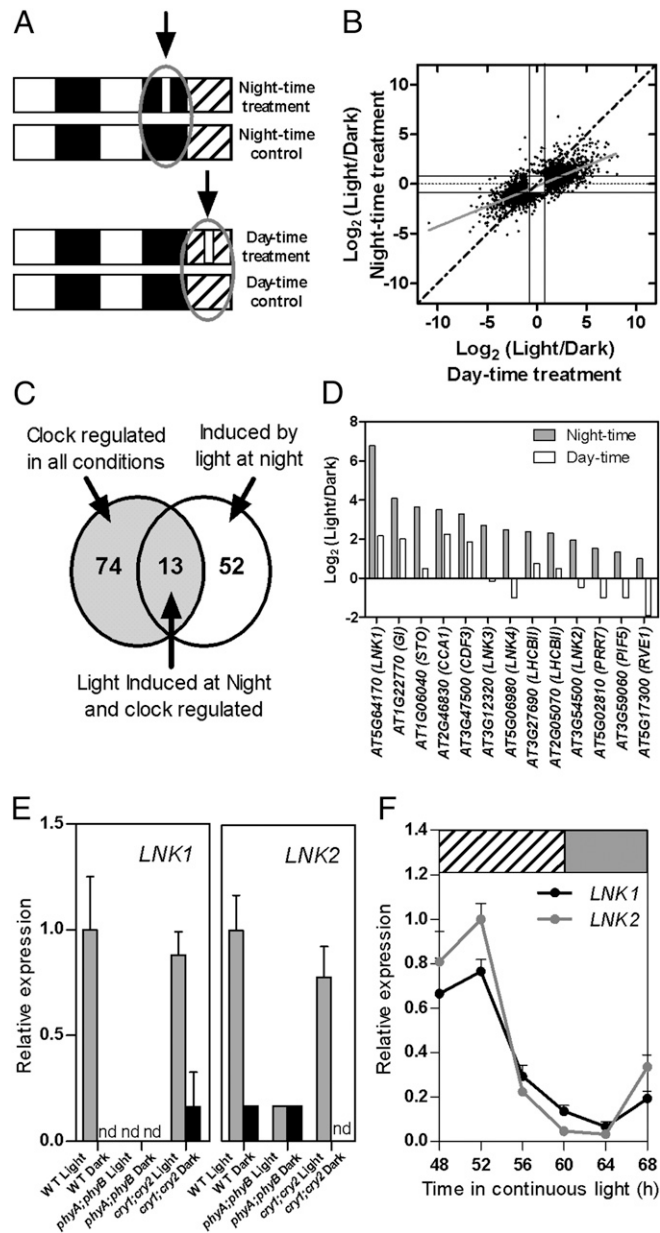 A
Night-time
treatment
Night-time
control
Day-time
treatment
Day-time
control
B
Log2 (Light/Dark)
Night-time treatment
10
5
0
-5
-10
-10 -5 0 5 10
Log2 (Light/Dark)
Day-time treatment
C
Clock regulated
in all conditions
Induced by
light at night
74 13 52
Light Induced at Night
and clock regulated
D
Log2 (Light/Dark)
8
6
4
2
0
-2
Night-time
Day-time
AT5G64170 (LNK1)
AT1G22770 (GI)
AT1G06040 (STO)
AT2G46830 (CCA1)
AT3G47500 (CDF3)
AT3G12320 (LNK3)
AT5G06980 (LNK4)
AT3G27690 (LHCBII)
AT2G05070 (LHCBII)
AT3G54500 (LNK2)
AT5G02810 (PRR7)
AT3G59060 (PIF5)
AT5G17300 (RVE1)
E
Relative expression
1.5
1.0
0.5
0.0
LNK1
nd nd nd
WT Light
WT Dark
phyA;phyB Light
phyA;phyB Dark
cry1;cry2 Light
cry1;cry2 Dark
LNK2
nd
WT Light
WT Dark
phyA;phyB Light
phyA;phyB Dark
cry1;cry2 Light
cry1;cry2 Dark
F
Relative expression
1.4
1.2
1.0
0.8
0.6
0.4
0.2
0.0
LNK1
LNK2
48 52 56 60 64 68
Time in continuous light (h)